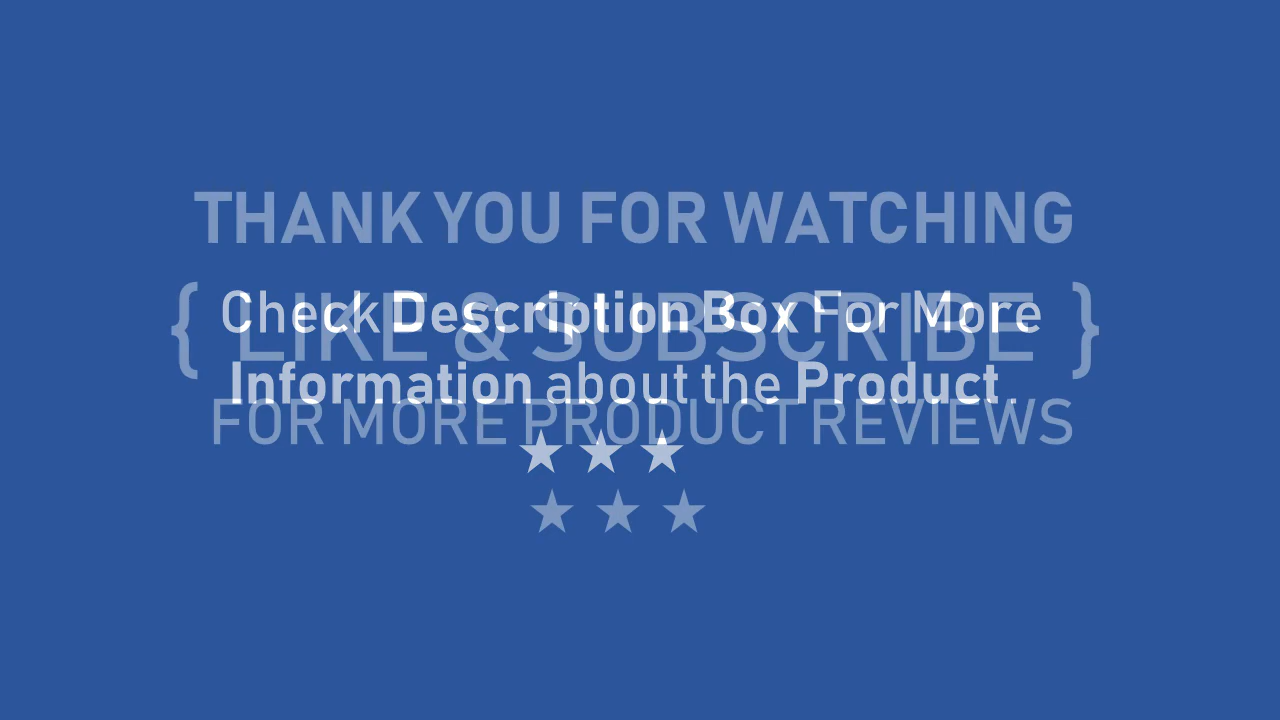 THANK YOU FOR WATCHING
Check Description Box For More
{ LIKE & SUBSCRIBE }
Information about the Product .
FOR MORE PRODUCT REVIEWS
★ ★ ★
★ ★ ★